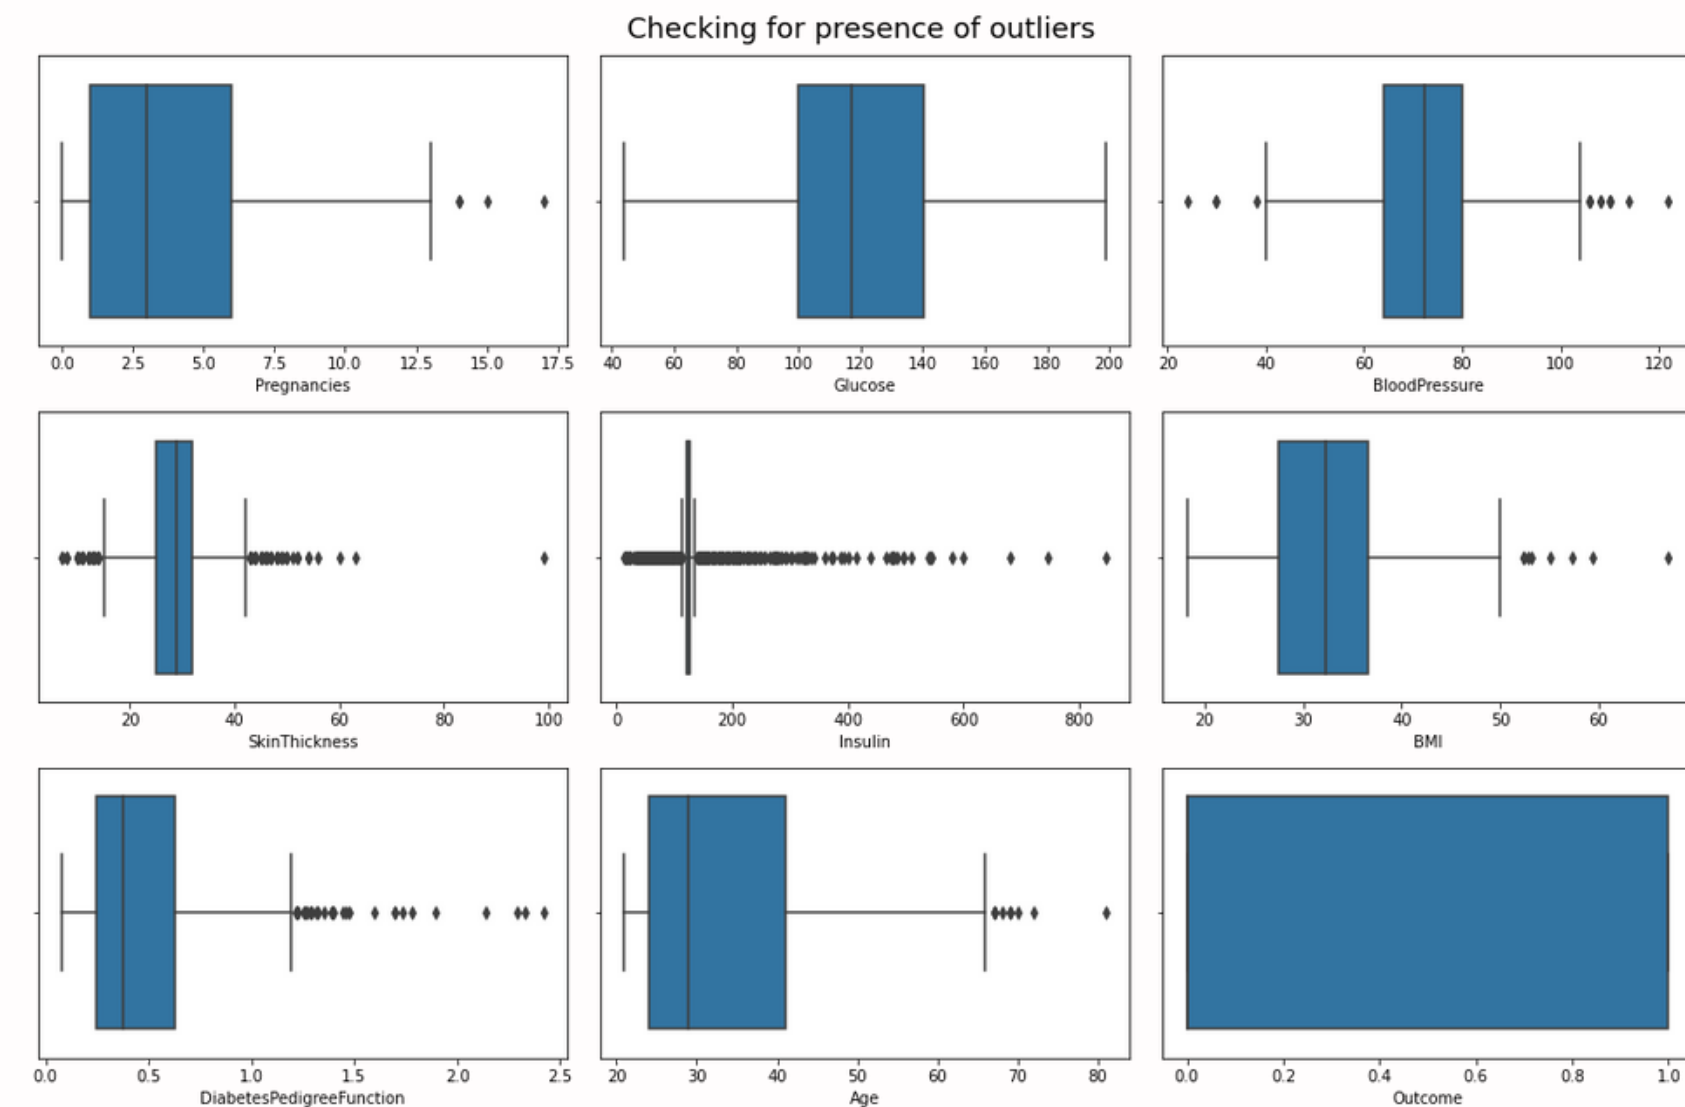 Checking for presence of outliers
0.0 2.5 5.0 7.5 10.0 12.5 15.0 17.5
Pregnancies
40 60 80 100 120 140 160 180 200
Glucose
20 40 60 80 100 120
BloodPressure
20 40 60 80 100
SkinThickness
0 200 400 600 800
Insulin
20 30 40 50 60
BMI
0.0 0.5 1.0 1.5 2.0 2.5
DiabetesPedigreeFunction
20 30 40 50 60 70 80
Age
0.0 0.2 0.4 0.6 0.8 1.0
Outcome